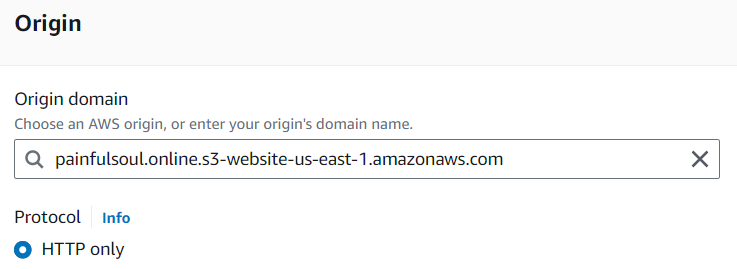 Origin
Origin domain
Choose an AWS origin, or enter your origin's domain name.
painfulsoul.online.s3-website-us-east-1.amazonaws.com
Protocol Info
HTTP only